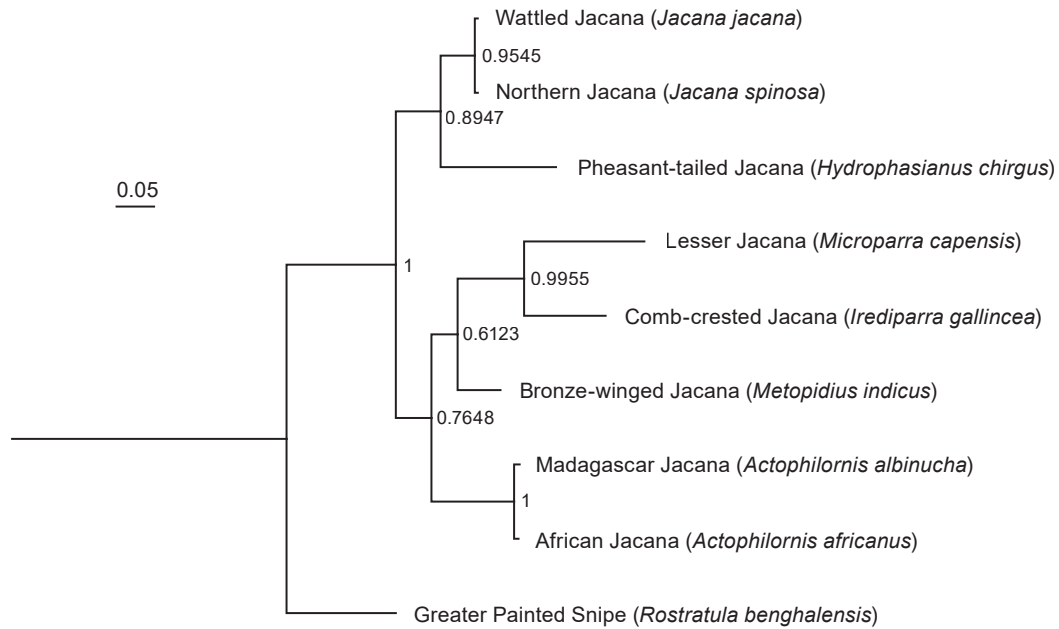 Wattled Jacana (Jacana jacana)
0.9545
Northern Jacana (Jacana spinosa)
0.8947
Pheasant-tailed Jacana (Hydrophasianus chirgus)
0.05
Lesser Jacana (Microparra capensis)
1
0.9955
Comb-crested Jacana (Irediparra gallincea)
0.6123
Bronze-winged Jacana (Metopidius indicus)
0.7648
Madagascar Jacana (Actophilornis albinucha)
1
African Jacana (Actophilornis africanus)
Greater Painted Snipe (Rostratula benghalensis)